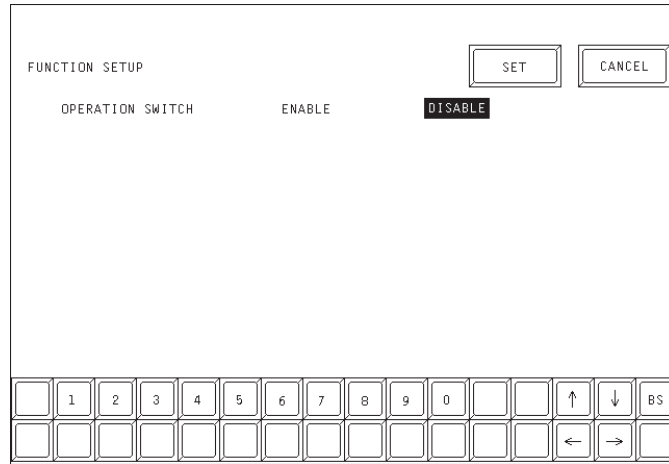 FUNCTION SETUP SET CANCEL
OPERATION SWITCH ENABLE DISABLE
1 2 3 4 5 6 7 8 9 0 ↑ ↓ BS
← →